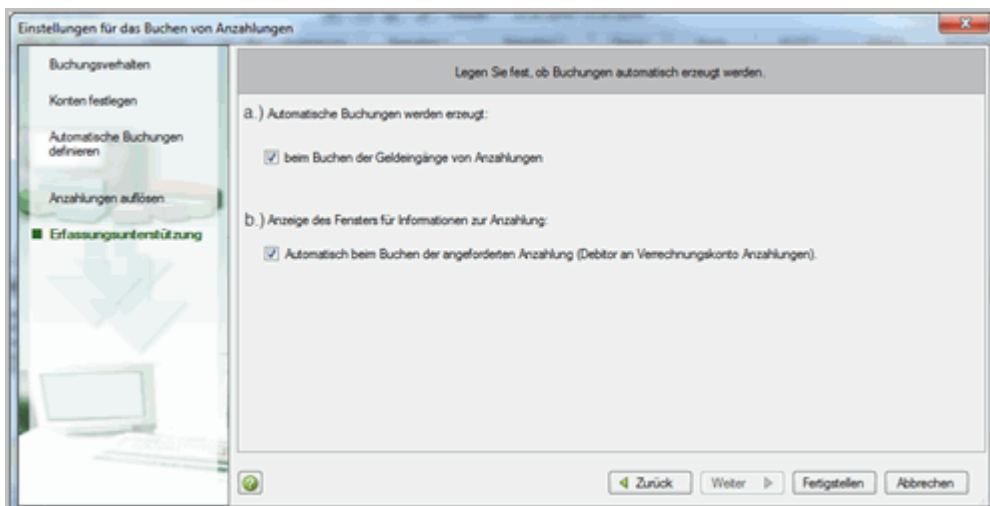 Einstellungen für das Buchen von Anzahlungen
Buchungsverhalten
Konten festlegen
Automatische Buchungen
definieren
Anzahlungen auflösen
Erfassungsunterstützung
Legen Sie fest, ob Buchungen automatisch erzeugt werden.
a.) Automatische Buchungen werden erzeugt:
beim Buchen der Geldeingänge von Anzahlungen
b.) Anzeige des Fensters für Informationen zur Anzahlung:
Automatisch beim Buchen der angeforderten Anzahlung (Debitor an Verrechnungskonto Anzahlungen).
Zurück
Weiter
Fertigstellen
Abbrechen